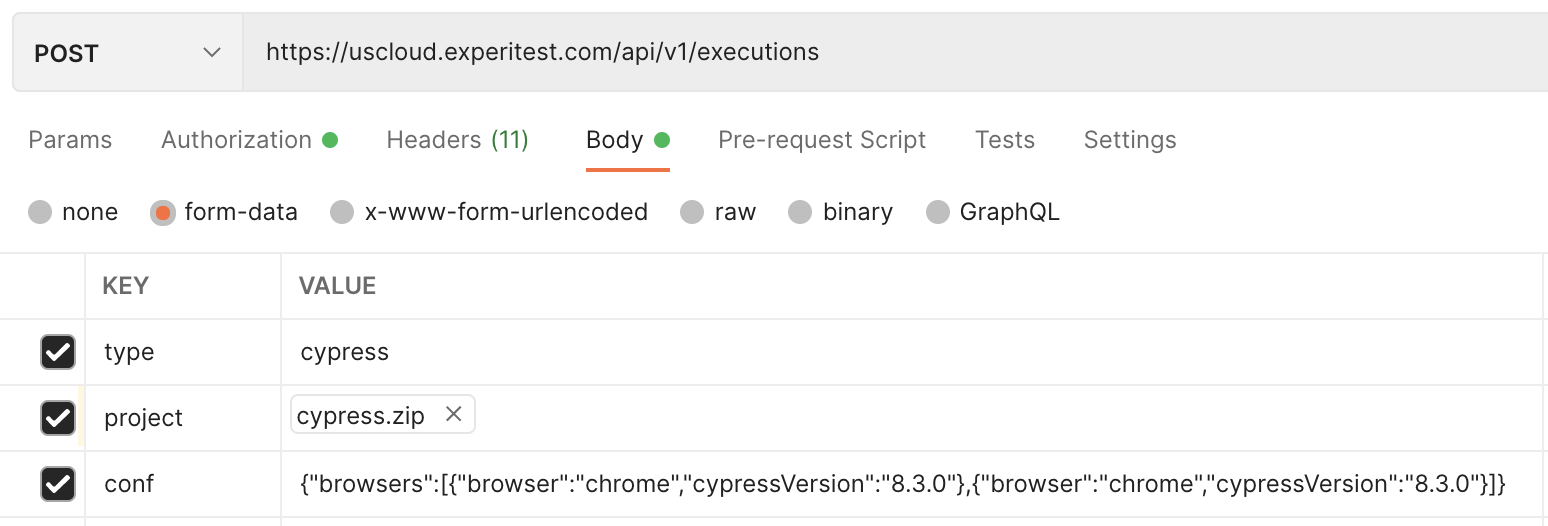 POST https://uscloud.experitest.com/api/v1/executions
Params Authorization Headers (11) Body Pre-request Script Tests Settings
none form-data x-www-form-urlencoded raw binary GraphQL
KEY VALUE
type cypress
project cypress.zip
conf {"browsers":[{"browser":"chrome","cypressVersion":"8.3.0"},{"browser":"chrome","cypressVersion":"8.3.0"}]}